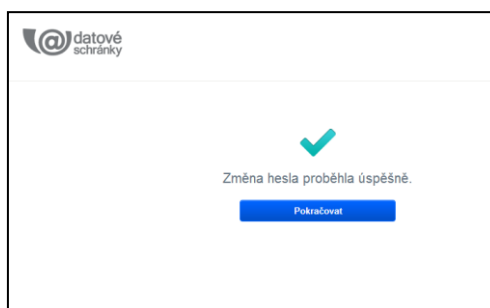 datové
schránky
Změna hesla proběhla úspěšně.
Pokračovat